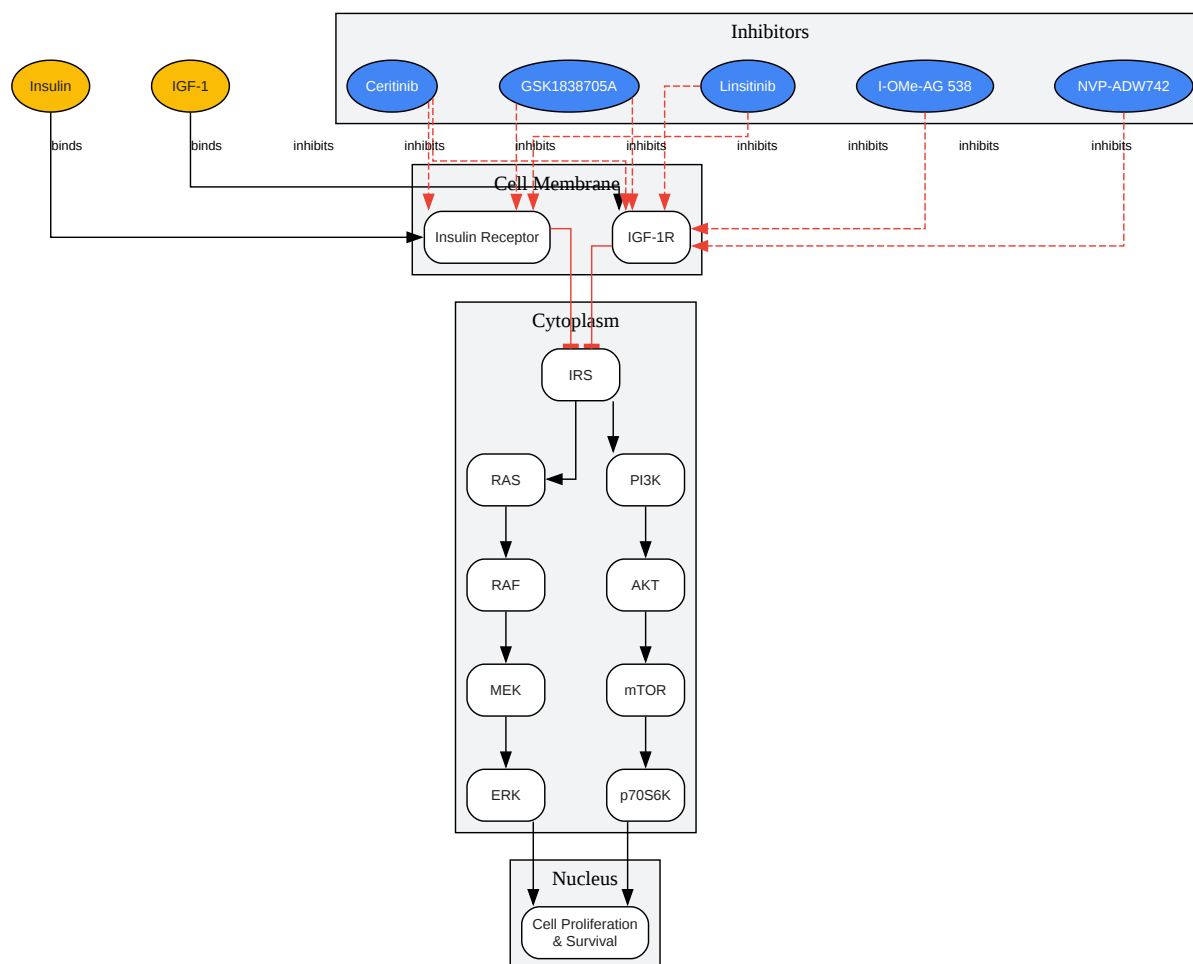 Inhibitors
Insulin
IGF-1
Ceritinib
GSK1838705A
Linsitinib
I-OMe-AG 538
NVP-ADW742
binds
binds
inhibits
inhibits
inhibits
inhibits
inhibits
inhibits
inhibits
inhibits
Cell Membrane
Insulin Receptor
IGF-1R
Cytoplasm
IRS
RAS
PI3K
RAF
AKT
MEK
mTOR
ERK
p70S6K
Nucleus
Cell Proliferation
& Survival